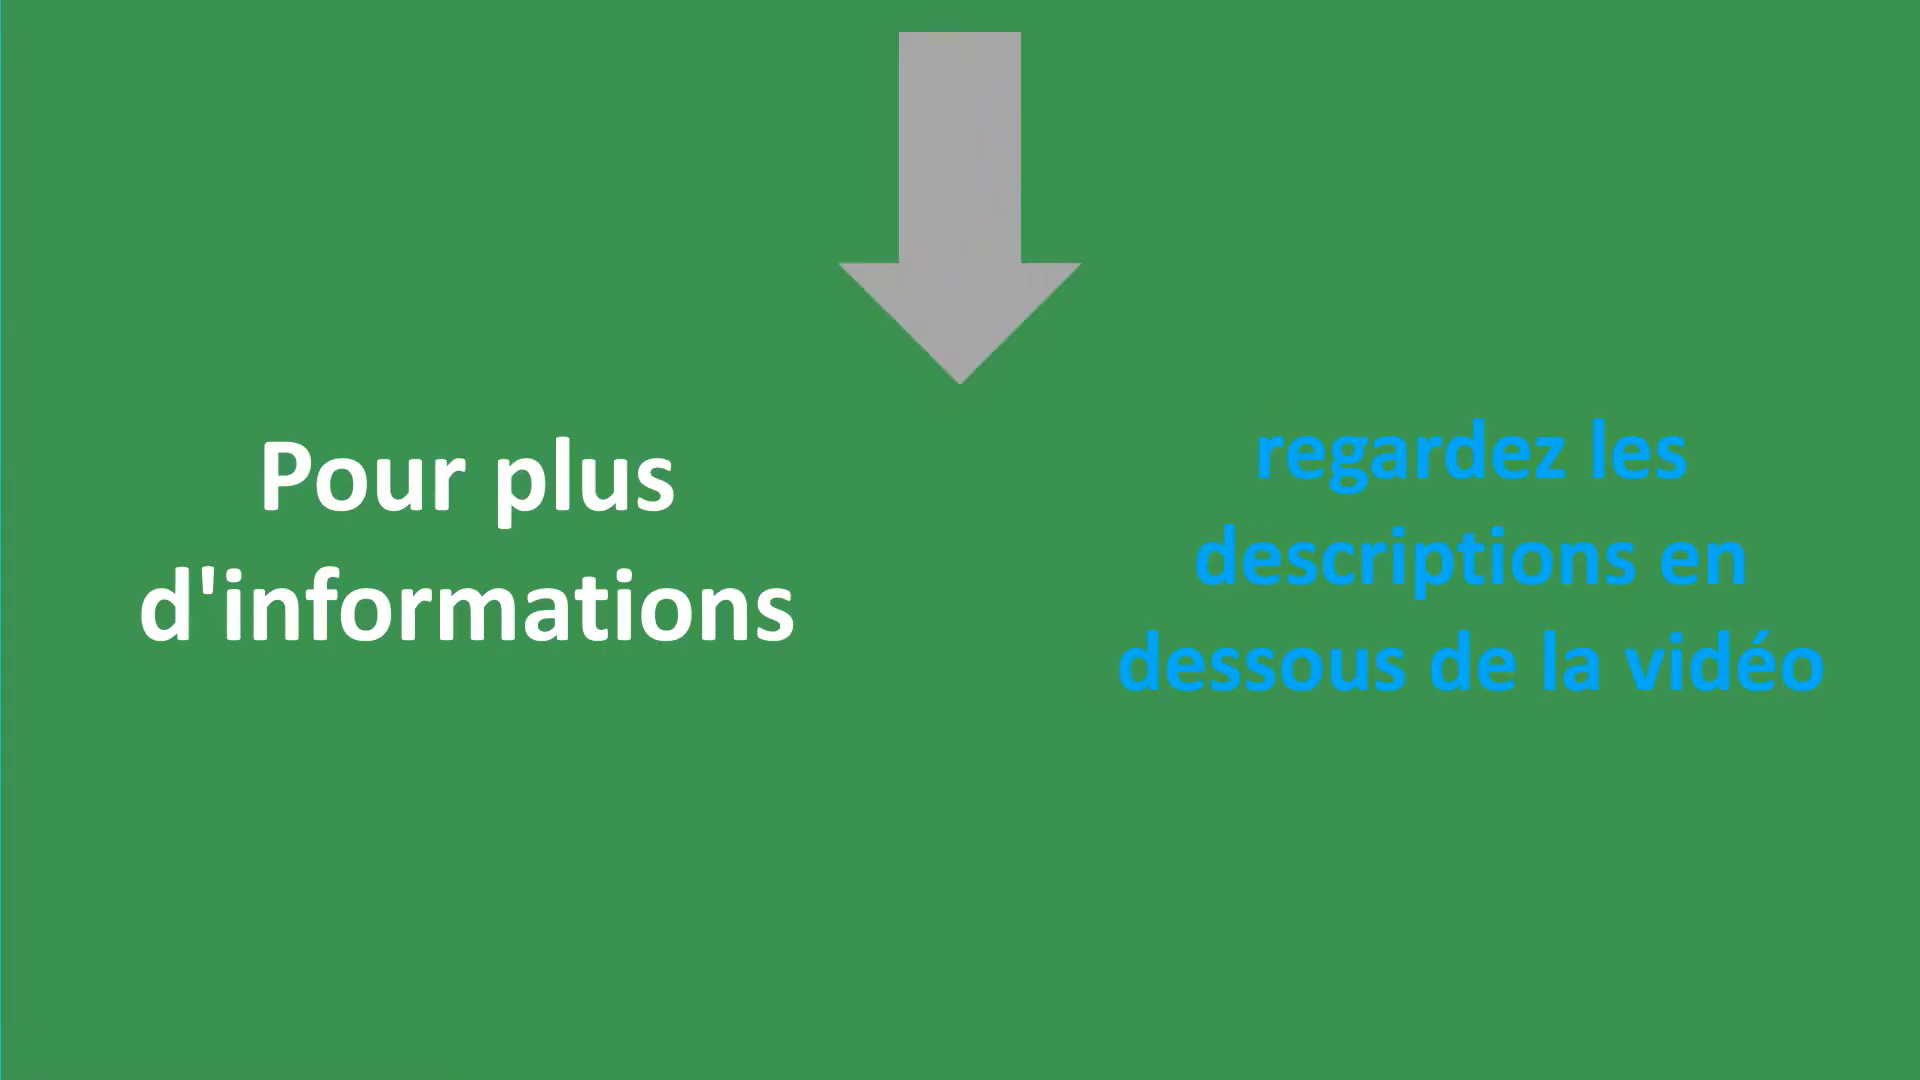 Pour plus
d'informations
regardez les
descriptions en
dessous de la vidéo